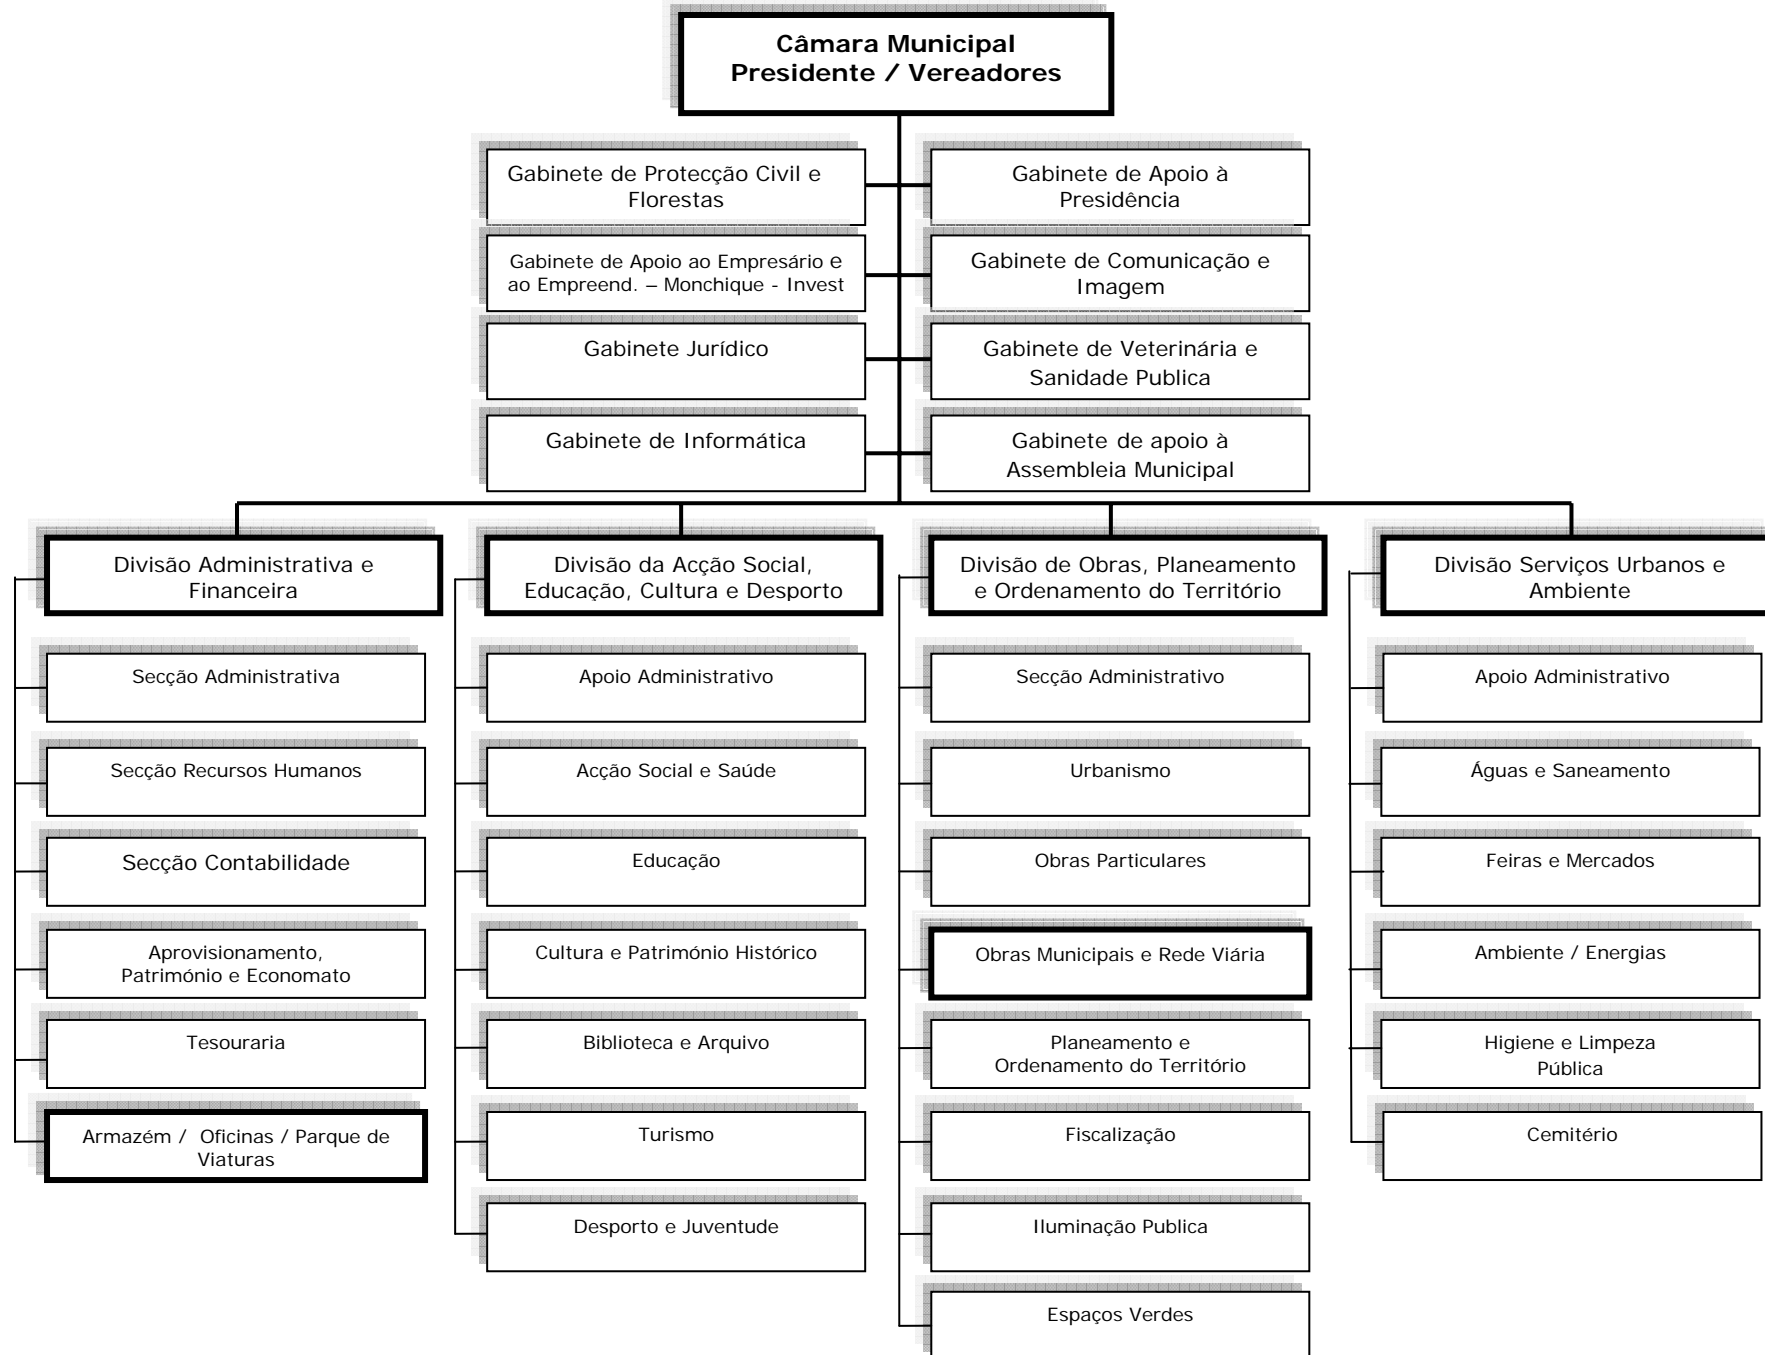 Câmara Municipal
Presidente / Vereadores
Gabinete de Protecção Civil e
Florestas
Gabinete de Apoio à
Presidência
Gabinete de Apoio ao Empresário e
ao Empreend. – Monchique - Invest
Gabinete de Comunicação e
Imagem
Gabinete Jurídico
Gabinete de Veterinária e
Sanidade Publica
Gabinete de Informática
Gabinete de apoio à
Assembleia Municipal
Divisão Administrativa e
Financeira
Secção Administrativa
Secção Recursos Humanos
Secção Contabilidade
Aprovisionamento,
Património e Economato
Tesouraria
Armazém / Oficinas / Parque de
Viaturas
Divisão da Acção Social,
Educação, Cultura e Desporto
Apoio Administrativo
Acção Social e Saúde
Educação
Cultura e Património Histórico
Biblioteca e Arquivo
Turismo
Desporto e Juventude
Divisão de Obras, Planeamento
e Ordenamento do Território
Secção Administrativo
Urbanismo
Obras Particulares
Obras Municipais e Rede Viária
Planeamento e
Ordenamento do Território
Fiscalização
Iluminação Publica
Espaços Verdes
Divisão Serviços Urbanos e
Ambiente
Apoio Administrativo
Águas e Saneamento
Feiras e Mercados
Ambiente / Energias
Higiene e Limpeza
Pública
Cemitério